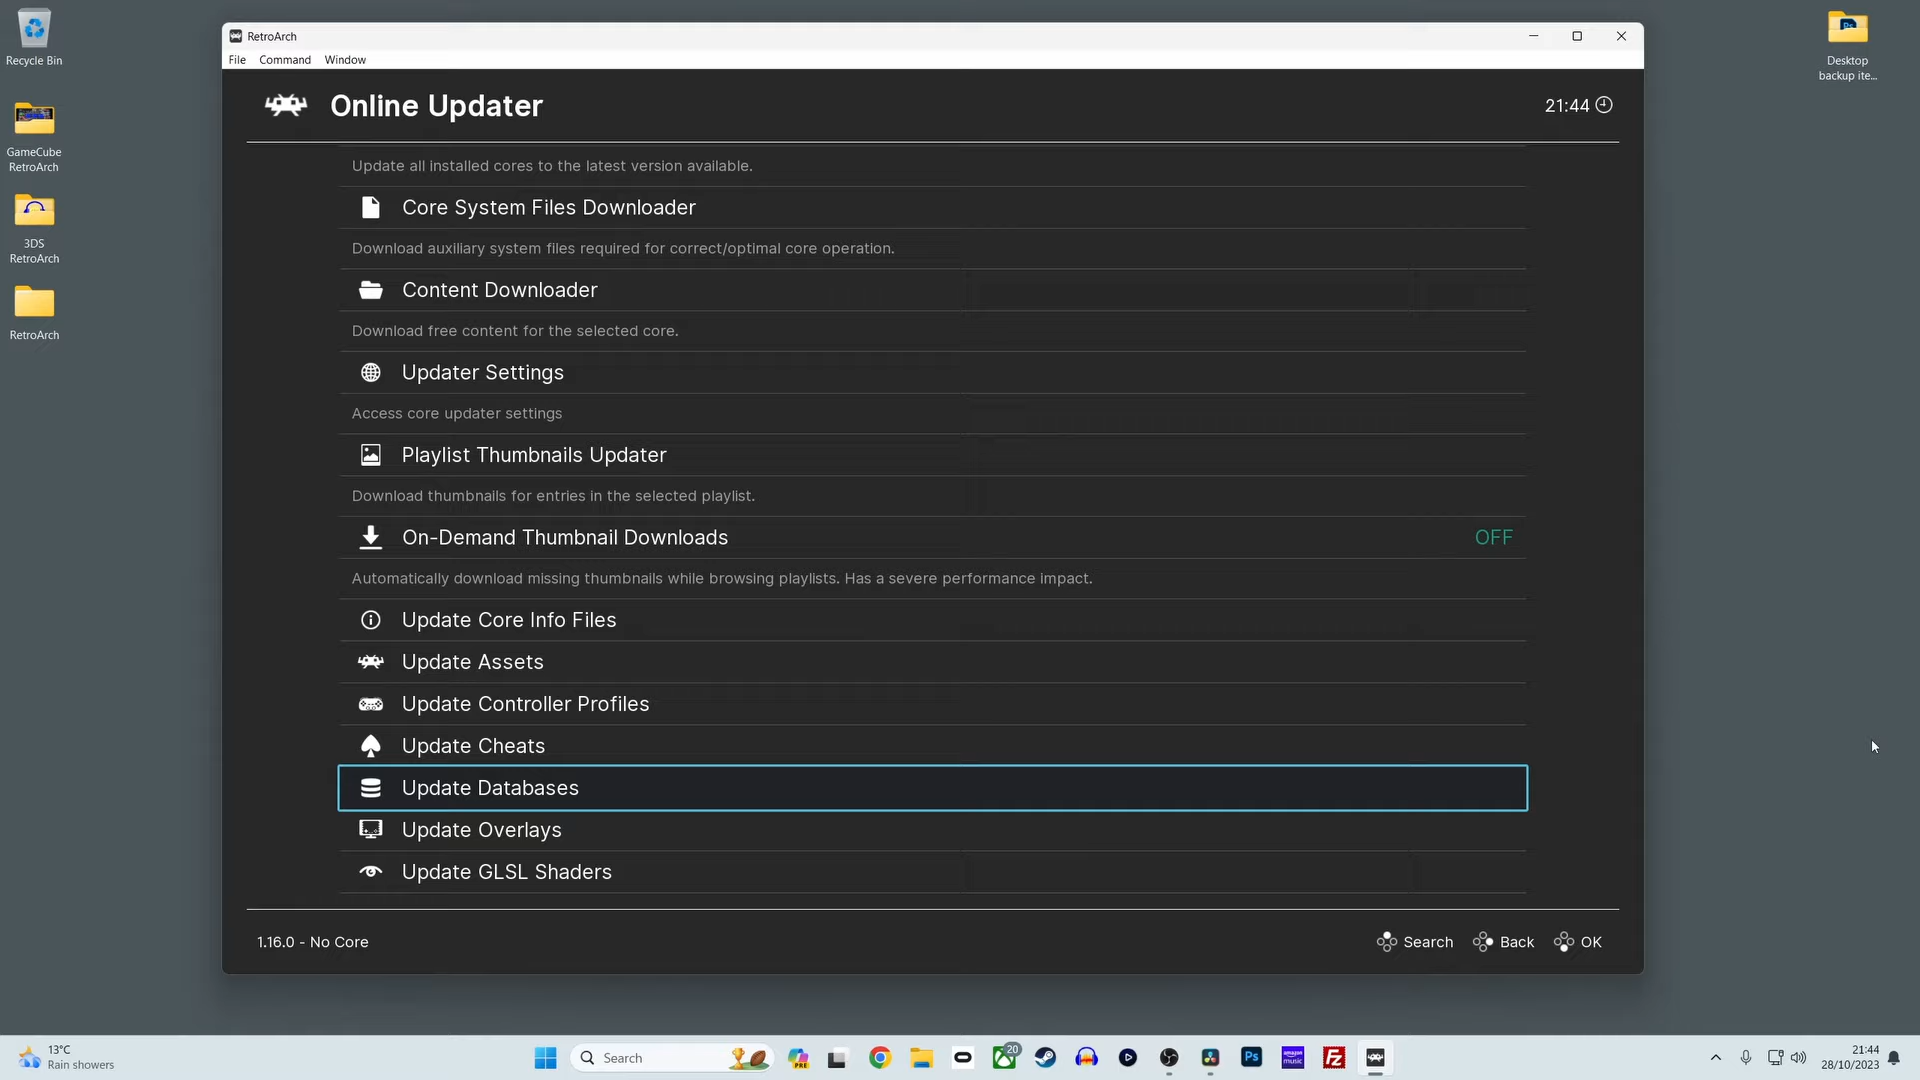 Recycle Bin
GameCube
RetroArch
3DS
RetroArch
RetroArch
Desktop
backup ite...
RetroArch
File Command Window
Online Updater
21:44
Update all installed cores to the latest version available.
Core System Files Downloader
Download auxiliary system files required for correct/optimal core operation.
Content Downloader
Download free content for the selected core.
Updater Settings
Access core updater settings
Playlist Thumbnails Updater
Download thumbnails for entries in the selected playlist.
On-Demand Thumbnail Downloads OFF
Automatically download missing thumbnails while browsing playlists. Has a severe performance impact.
Update Core Info Files
Update Assets
Update Controller Profiles
Update Cheats
Update Databases
Update Overlays
Update GLSL Shaders
1.16.0 - No Core
Search Back OK
13°C
Rain showers
Search
PRE
20
Ps
amazon
music
Fz
21:44
28/10/2023